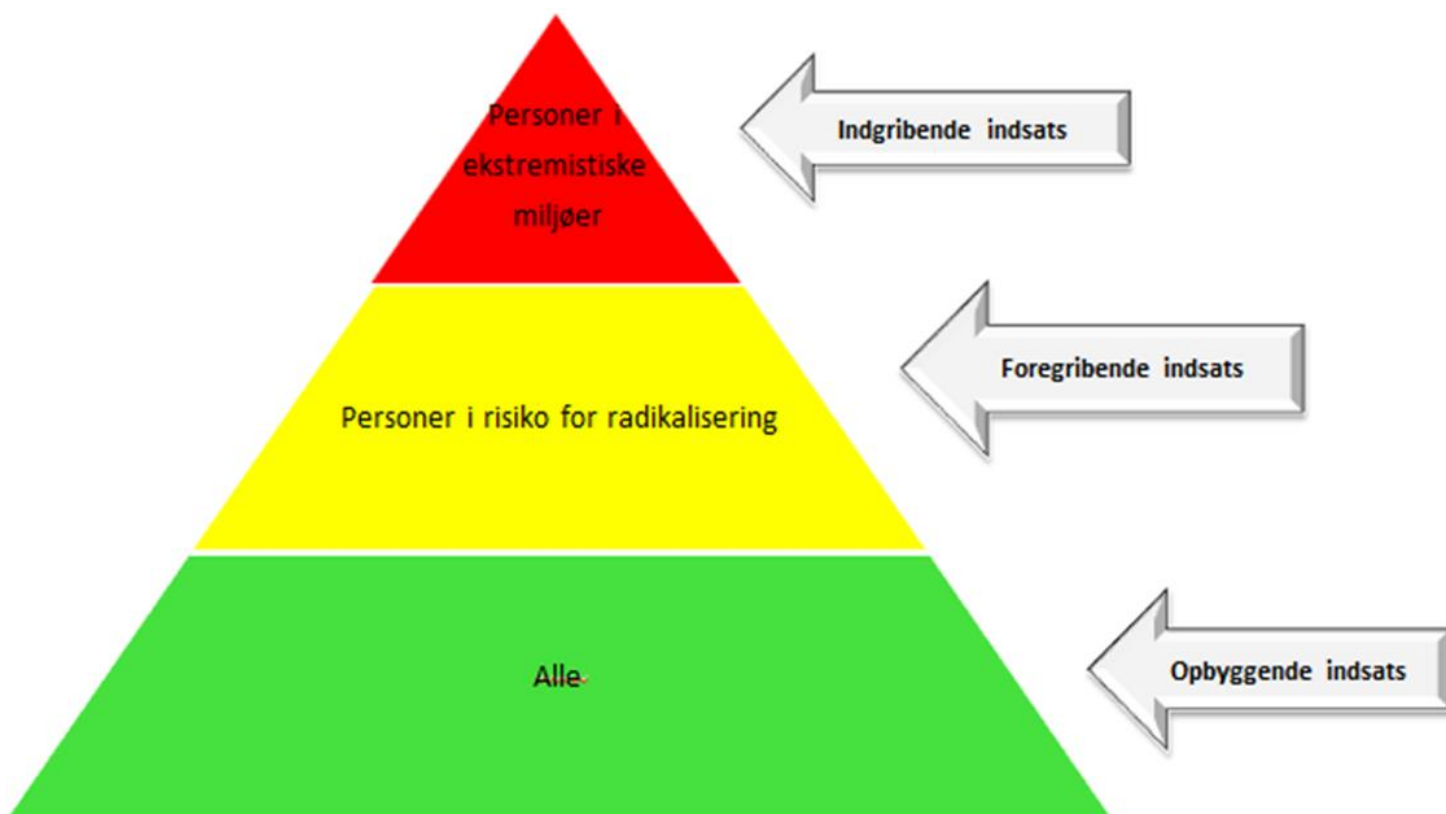 Personer i
ekstremistiske
miljøer
Indgribende indsats
Personer i risiko for radikalisering
Foregribende indsats
Alle
Opbyggende indsats